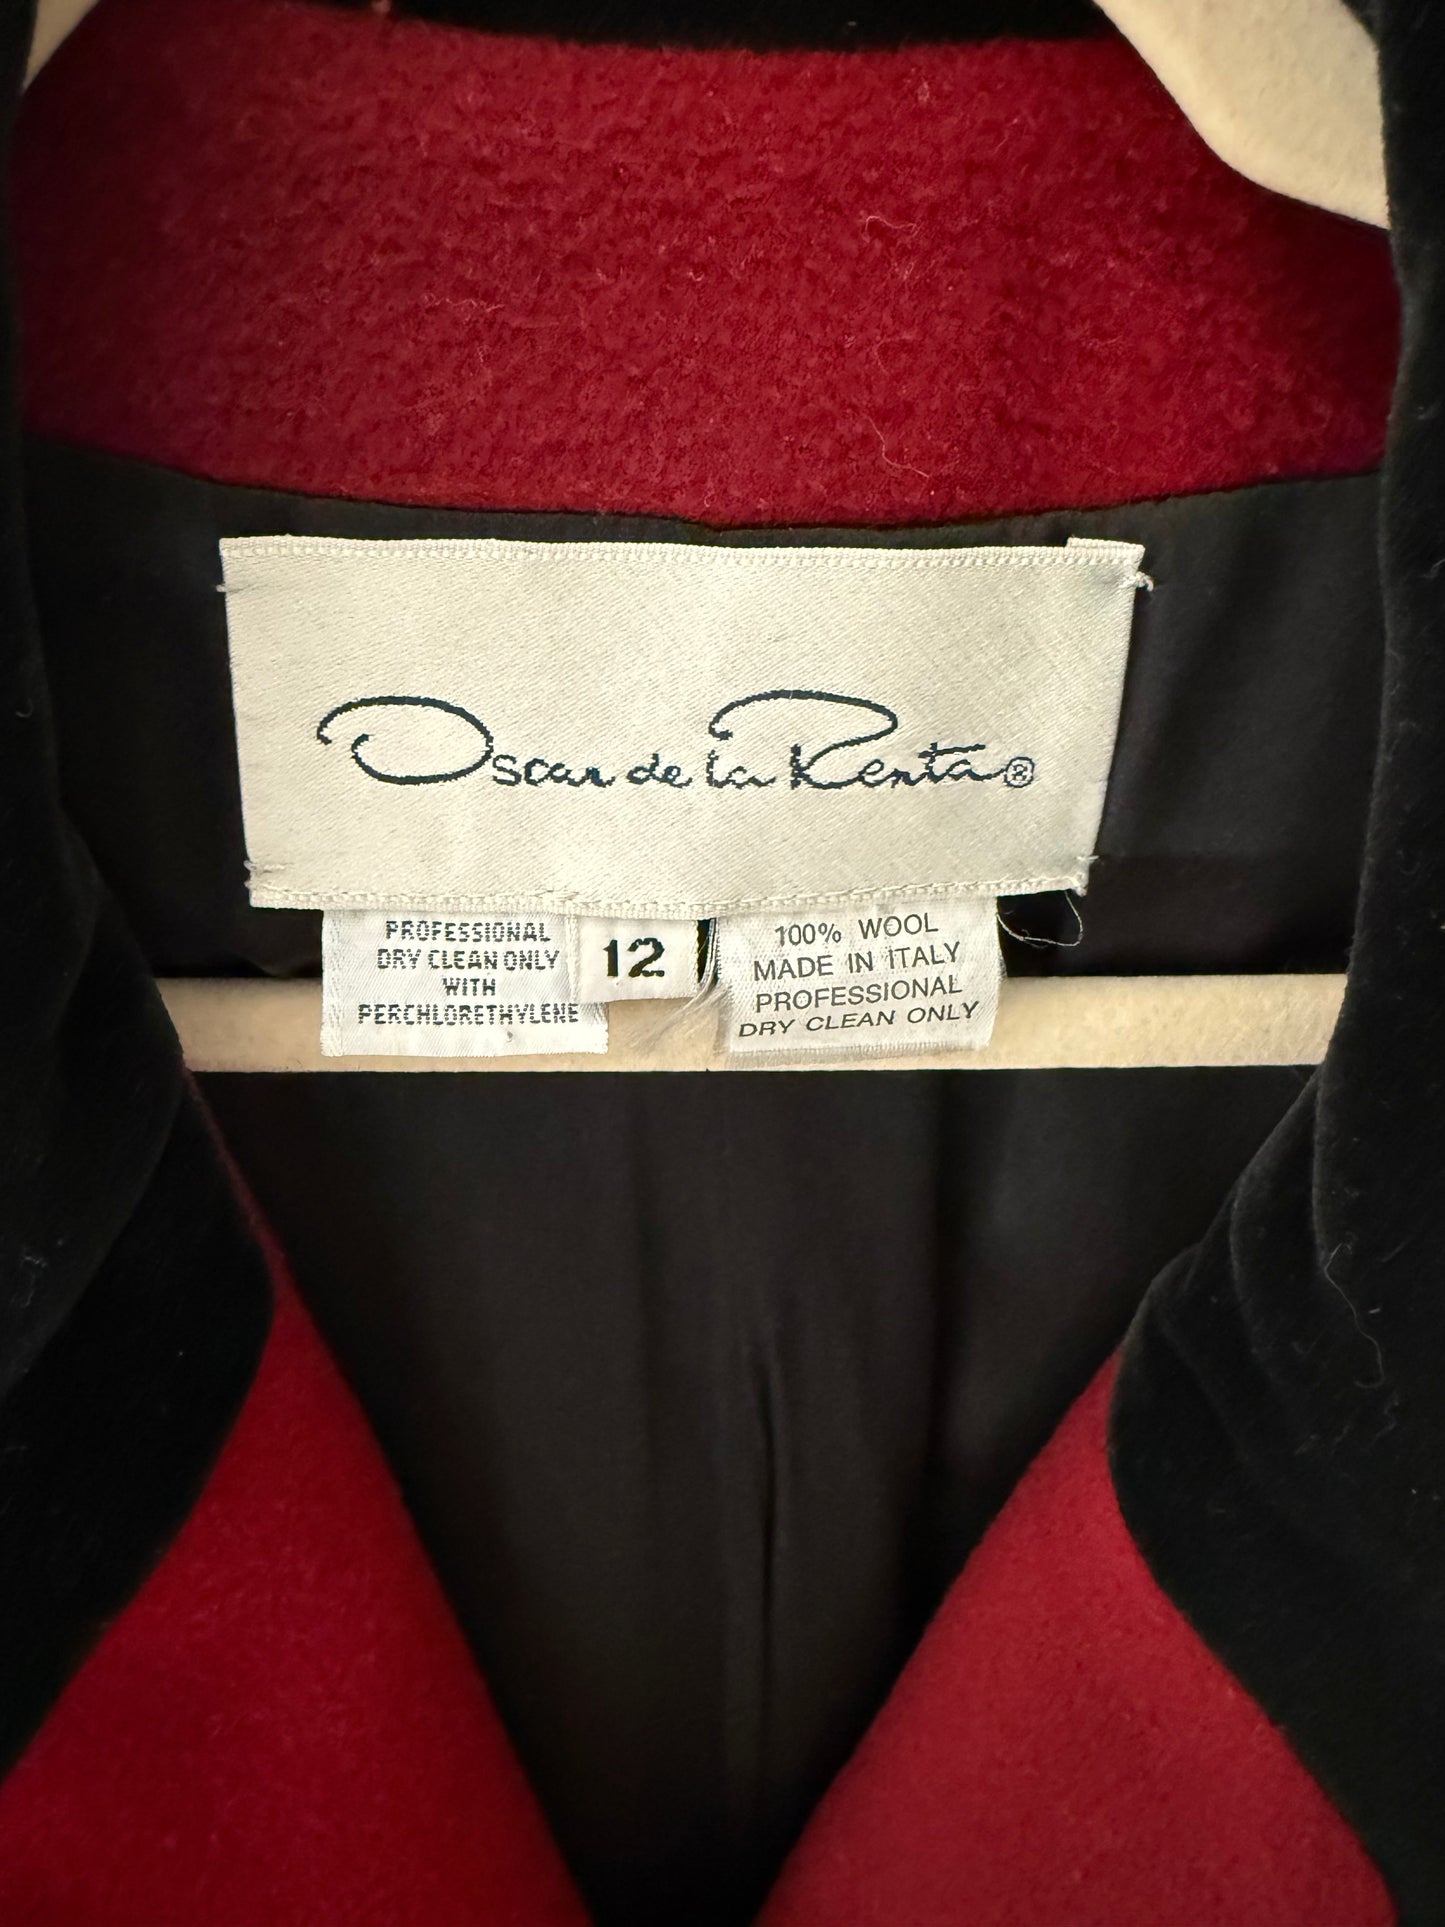 Oscar de la Renta®
PROFESSIONAL
DRY CLEAN ONLY
WITH
PERCHLORETHYLENE
12
100% WOOL
MADE IN ITALY
PROFESSIONAL
DRY CLEAN ONLY